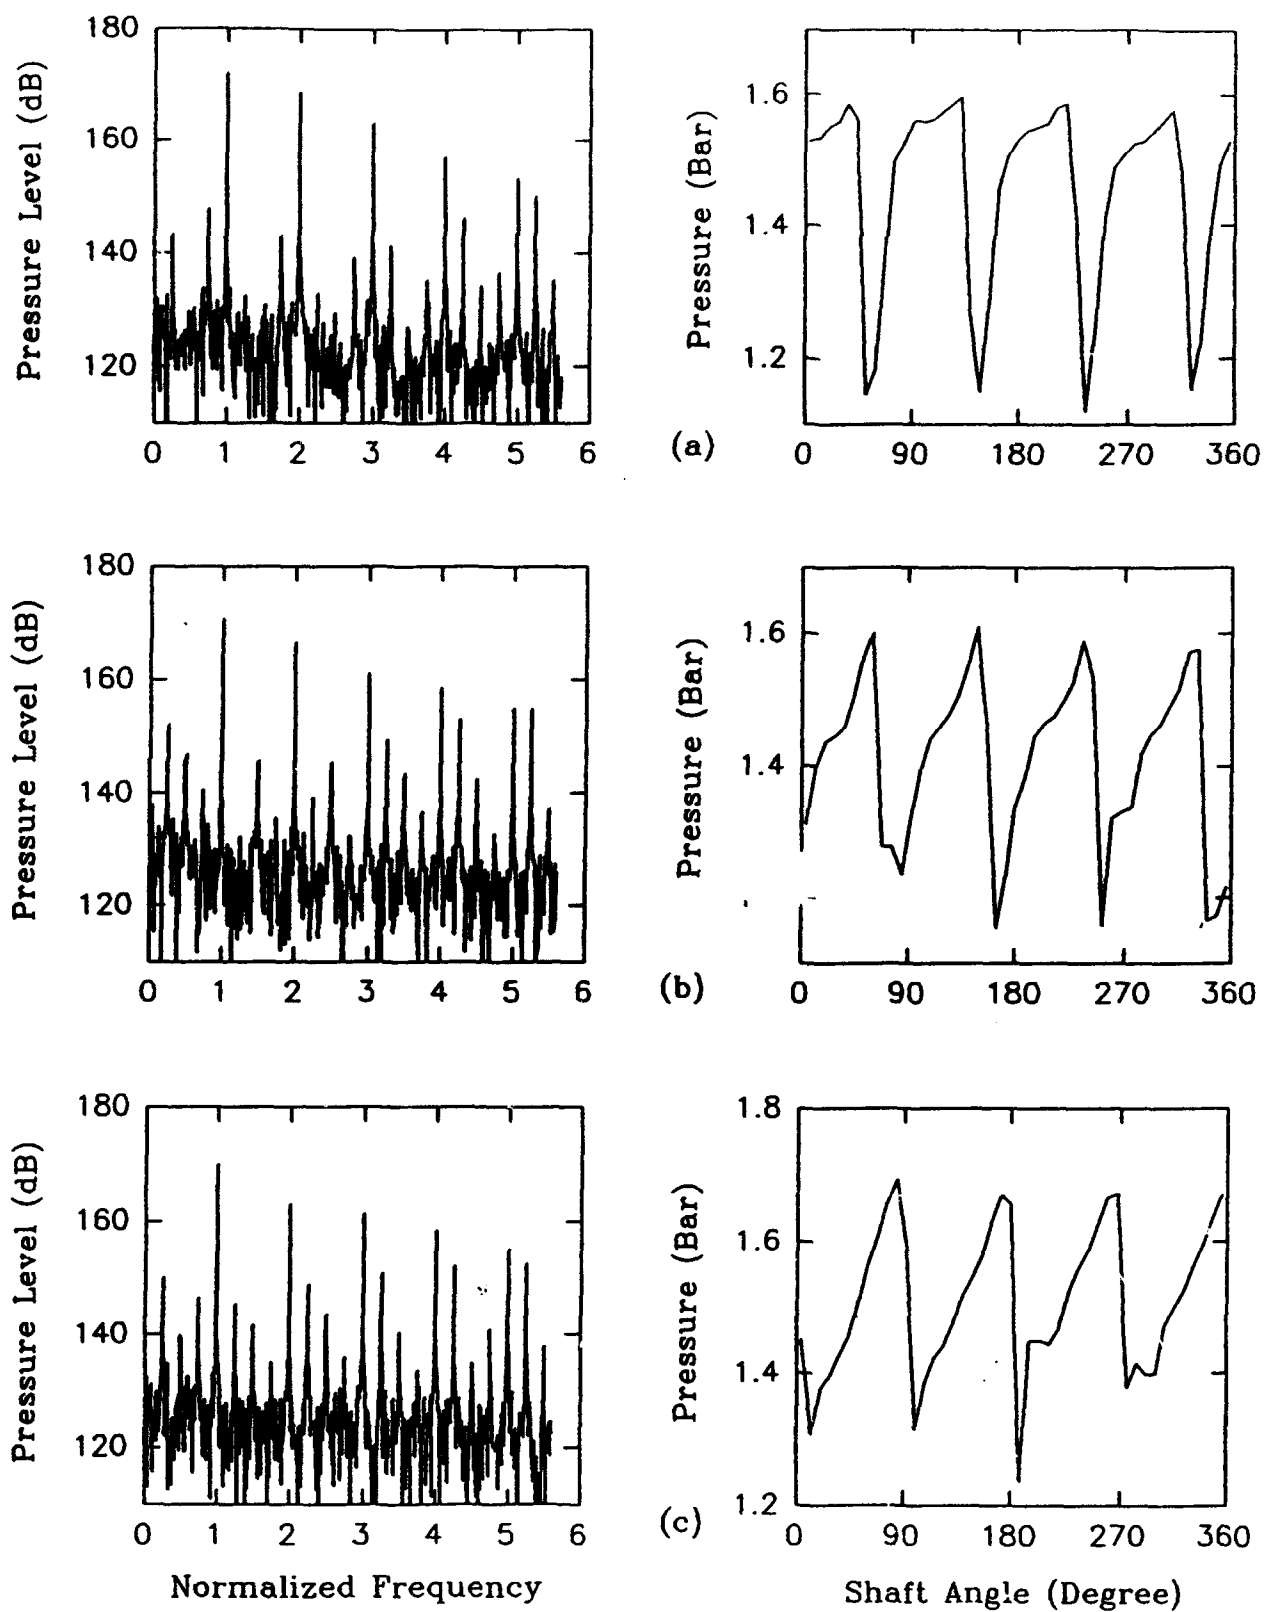 Pressure Level (dB)
180
160
140
120
0 1 2 3 4 5 6
(a)
Pressure (Bar)
1.6
1.4
1.2
0 90 180 270 360
Pressure Level (dB)
180
160
140
120
0 1 2 3 4 5 6
(b)
Pressure (Bar)
1.6
1.4
0 90 180 270 360
Pressure Level (dB)
180
160
140
120
0 1 2 3 4 5 6
Normalized Frequency
(c)
Pressure (Bar)
1.8
1.6
1.4
1.2
0 90 180 270 360
Shaft Angle (Degree)